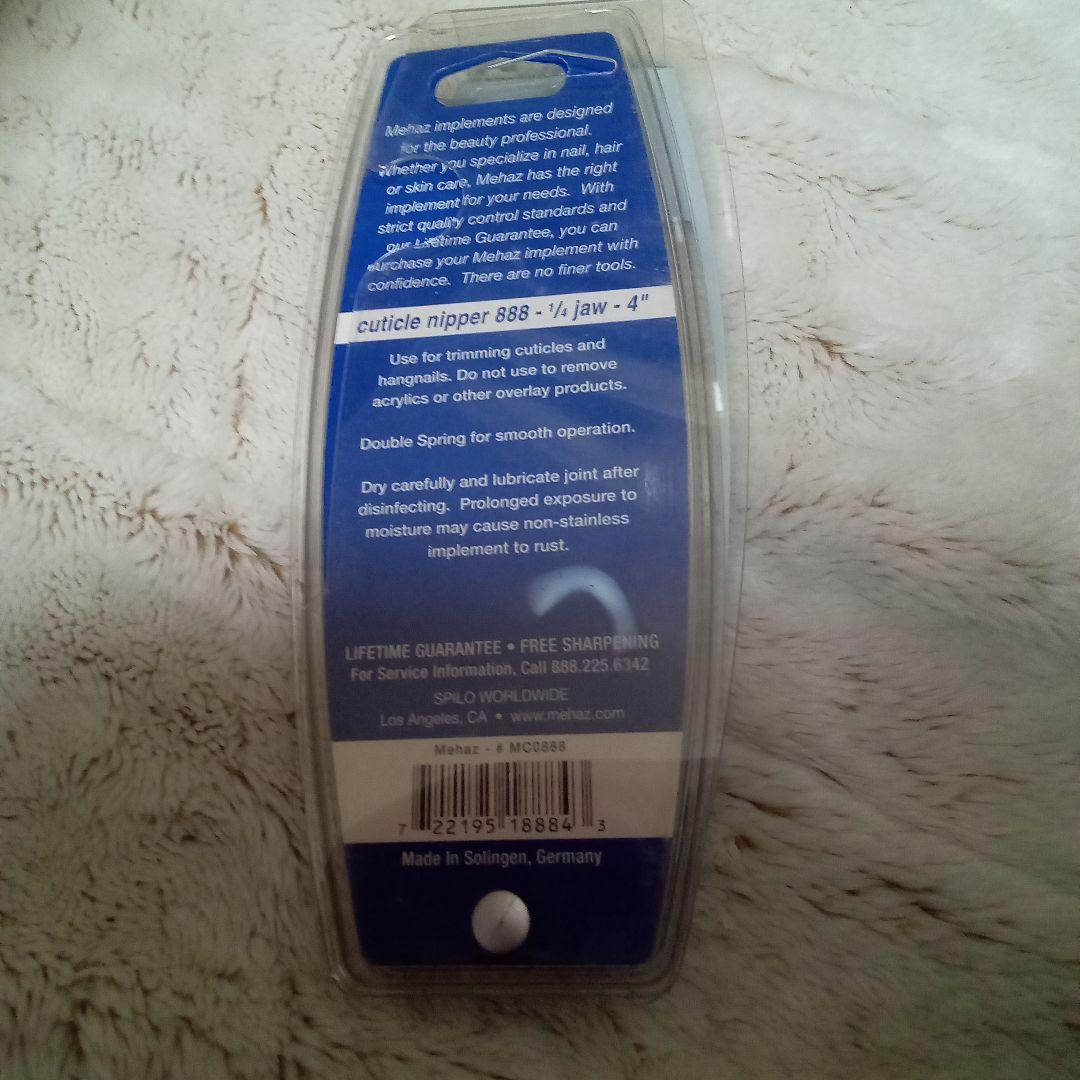 Mehaz implements are designed
for the beauty professional.
Whether you specialize in nail, hair
or skin care, Mehaz has the right
implement for your needs. With
strict quality control standards and
our Lifetime Guarantee, you can
purchase your Mehaz implement with
confidence. There are no finer tools.
cuticle nipper 888 - 1/4 jaw - 4"
Use for trimming cuticles and
hangnails. Do not use to remove
acrylics or other overlay products.
Double Spring for smooth operation.
Dry carefully and lubricate joint after
disinfecting. Prolonged exposure to
moisture may cause non-stainless
implement to rust.
LIFETIME GUARANTEE • FREE SHARPENING
For Service Information, Call 888.225.6342
SPILO WORLDWIDE
Los Angeles, CA • www.mehaz.com
Mehaz - # MC0888
7 22195 18884 3
Made In Solingen, Germany